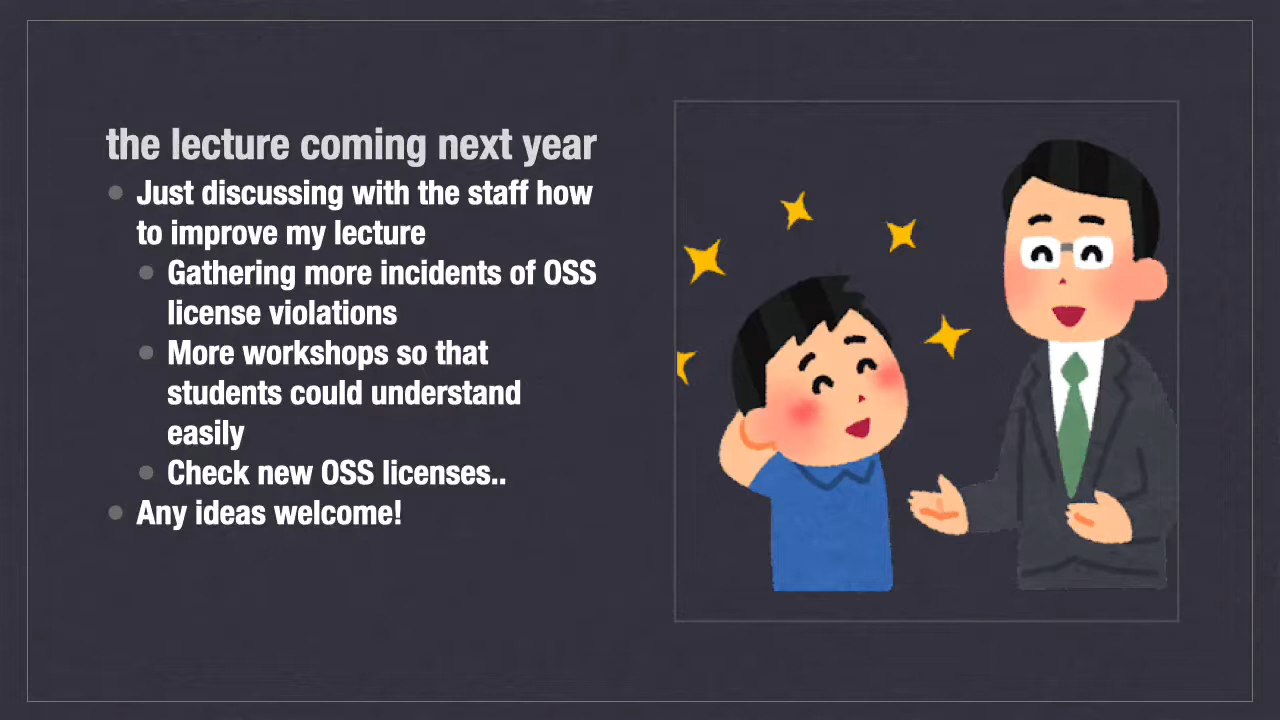 the lecture coming next year
Just discussing with the staff how
to improve my lecture
Gathering more incidents of OSS
license violations
More workshops so that
students could understand
easily
Check new OSS licenses..
Any ideas welcome!